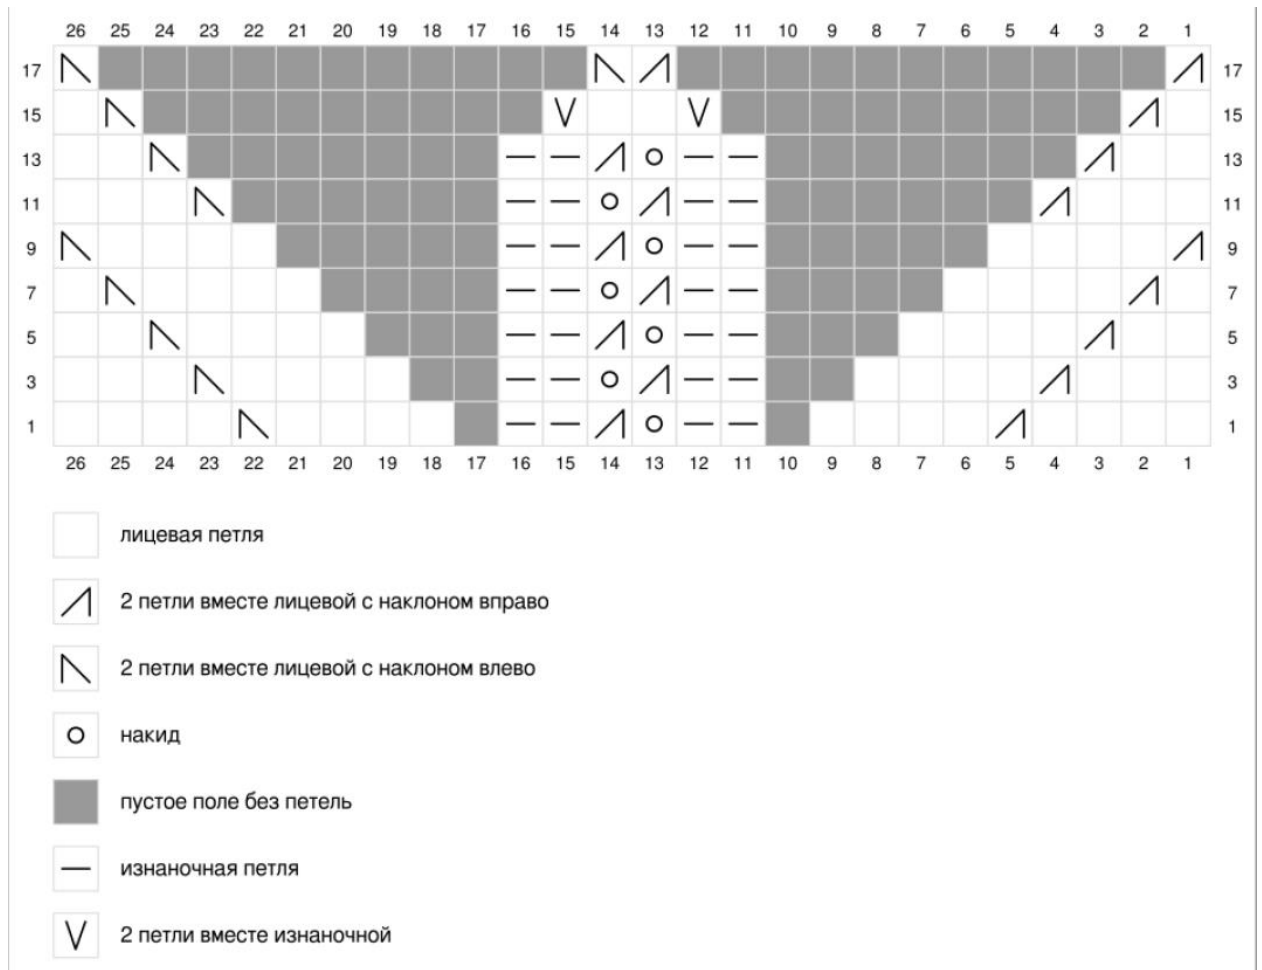 26 25 24 23 22 21 20 19 18 17 16 15 14 13 12 11 10 9 8 7 6 5 4 3 2 1
17 17
15 15
13 13
11 11
9 9
7 7
5 5
3 3
1 1
26 25 24 23 22 21 20 19 18 17 16 15 14 13 12 11 10 9 8 7 6 5 4 3 2 1
лицевая петля
2 петли вместе лицевой с наклоном вправо
2 петли вместе лицевой с наклоном влево
накид
пустое поле без петель
изнаночная петля
2 петли вместе изнаночной